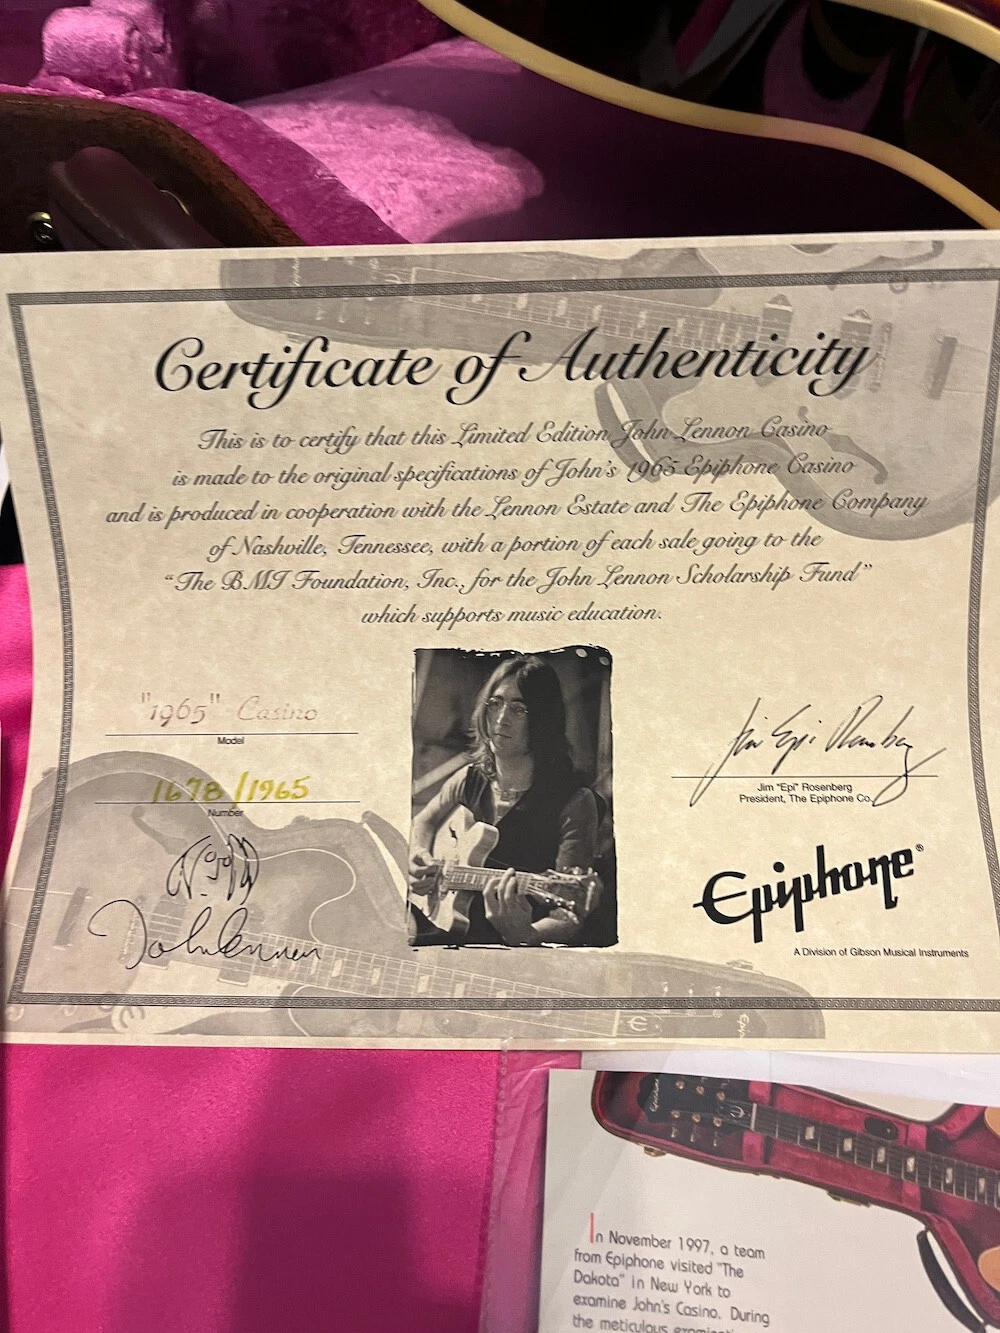 Certificate of Authenticity
This is to certify that this Limited Edition John Lennon Casino
is made to the original specifications of John's 1965 Epiphone Casino
and is produced in cooperation with the Lennon Estate and The Epiphone Company
of Nashville, Tennessee, with a portion of each sale going to the
"The BMI Foundation, Inc., for the John Lennon Scholarship Fund"
which supports music education.
"1965" Casino
Model
1678/1965
Number
John Lennon
Jim "Epi" Rosenberg
Jim "Epi" Rosenberg
President, The Epiphone Co.
Epiphone®
A Division of Gibson Musical Instruments
Epiphone
In November 1997, a team
from Epiphone visited "The
Dakota" in New York to
examine John's Casino. During
the meticulous